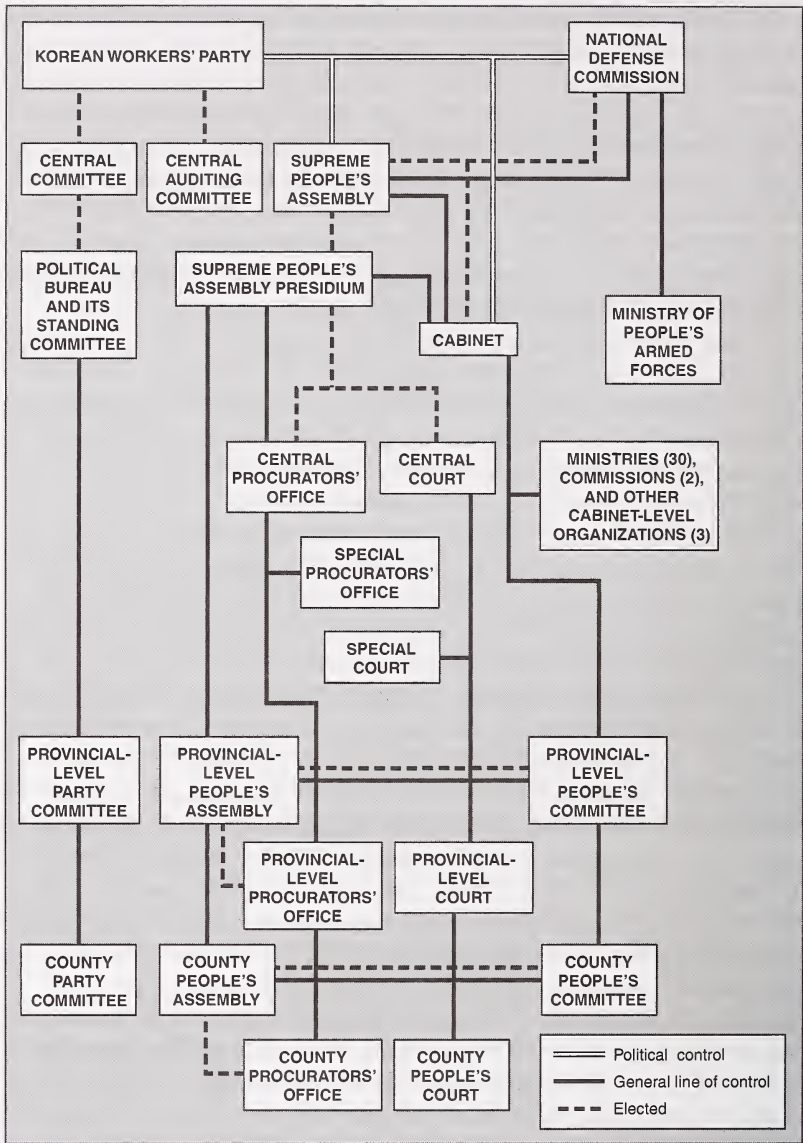 KOREAN WORKERS' PARTY
NATIONAL
DEFENSE
COMMISSION
CENTRAL
COMMITTEE
CENTRAL
AUDITING
COMMITTEE
SUPREME
PEOPLE'S
ASSEMBLY
POLITICAL
BUREAU
AND ITS
STANDING
COMMITTEE
SUPREME PEOPLE'S
ASSEMBLY PRESIDIUM
CABINET
MINISTRY OF
PEOPLE'S
ARMED
FORCES
CENTRAL
PROCURATORS'
OFFICE
CENTRAL
COURT
MINISTRIES (30),
COMMISSIONS (2),
AND OTHER
CABINET-LEVEL
ORGANIZATIONS (3)
SPECIAL
PROCURATORS'
OFFICE
SPECIAL
COURT
PROVINCIAL-
LEVEL
PARTY
COMMITTEE
PROVINCIAL-
LEVEL
PEOPLE'S
ASSEMBLY
PROVINCIAL-
LEVEL
PEOPLE'S
COMMITTEE
PROVINCIAL-
LEVEL
PROCURATORS'
OFFICE
PROVINCIAL-
LEVEL
COURT
COUNTY
PARTY
COMMITTEE
COUNTY
PEOPLE'S
ASSEMBLY
COUNTY
PEOPLE'S
COMMITTEE
COUNTY
PROCURATORS'
OFFICE
COUNTY
PEOPLE'S
COURT
Political control
General line of control
Elected